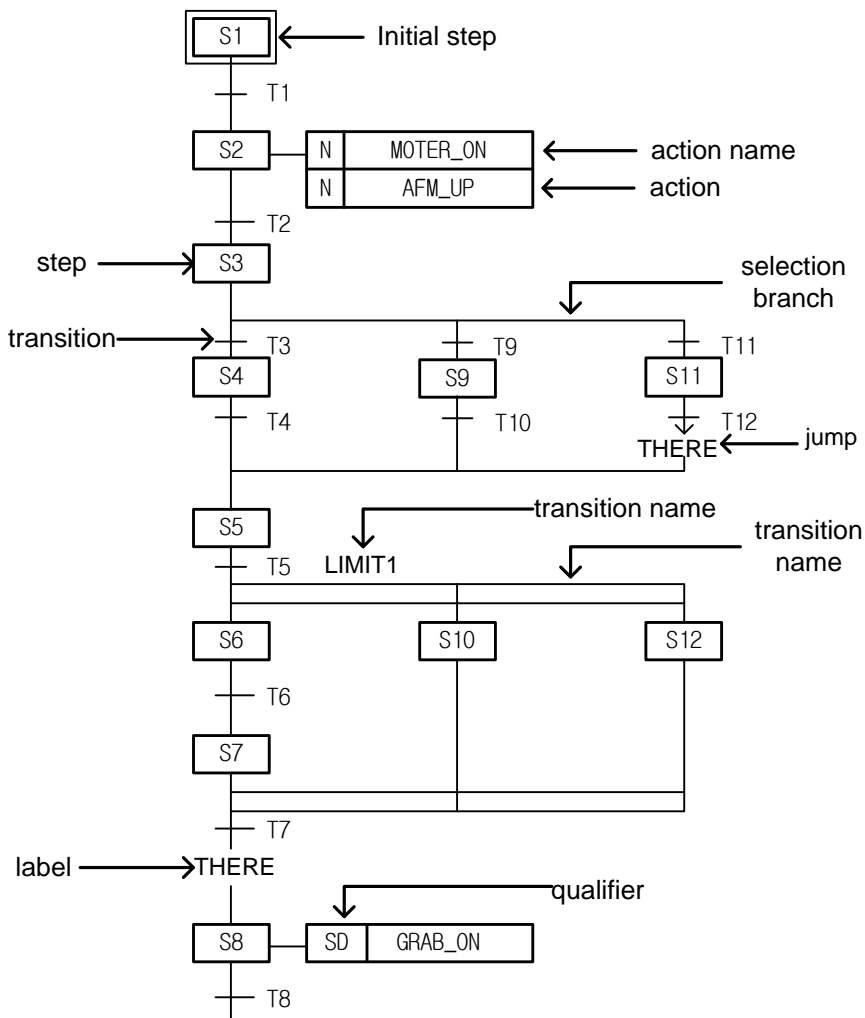 S1
Initial step
T1
S2
N
MOTER_ON
action name
N
AFM_UP
action
T2
step
S3
selection
branch
transition
T3
T9
T11
S4
S9
S11
T4
T10
T12
THERE
jump
S5
transition name
T5
LIMIT1
transition
name
S6
S10
S12
T6
S7
T7
label
THERE
qualifier
S8
SD
GRAB_ON
T8